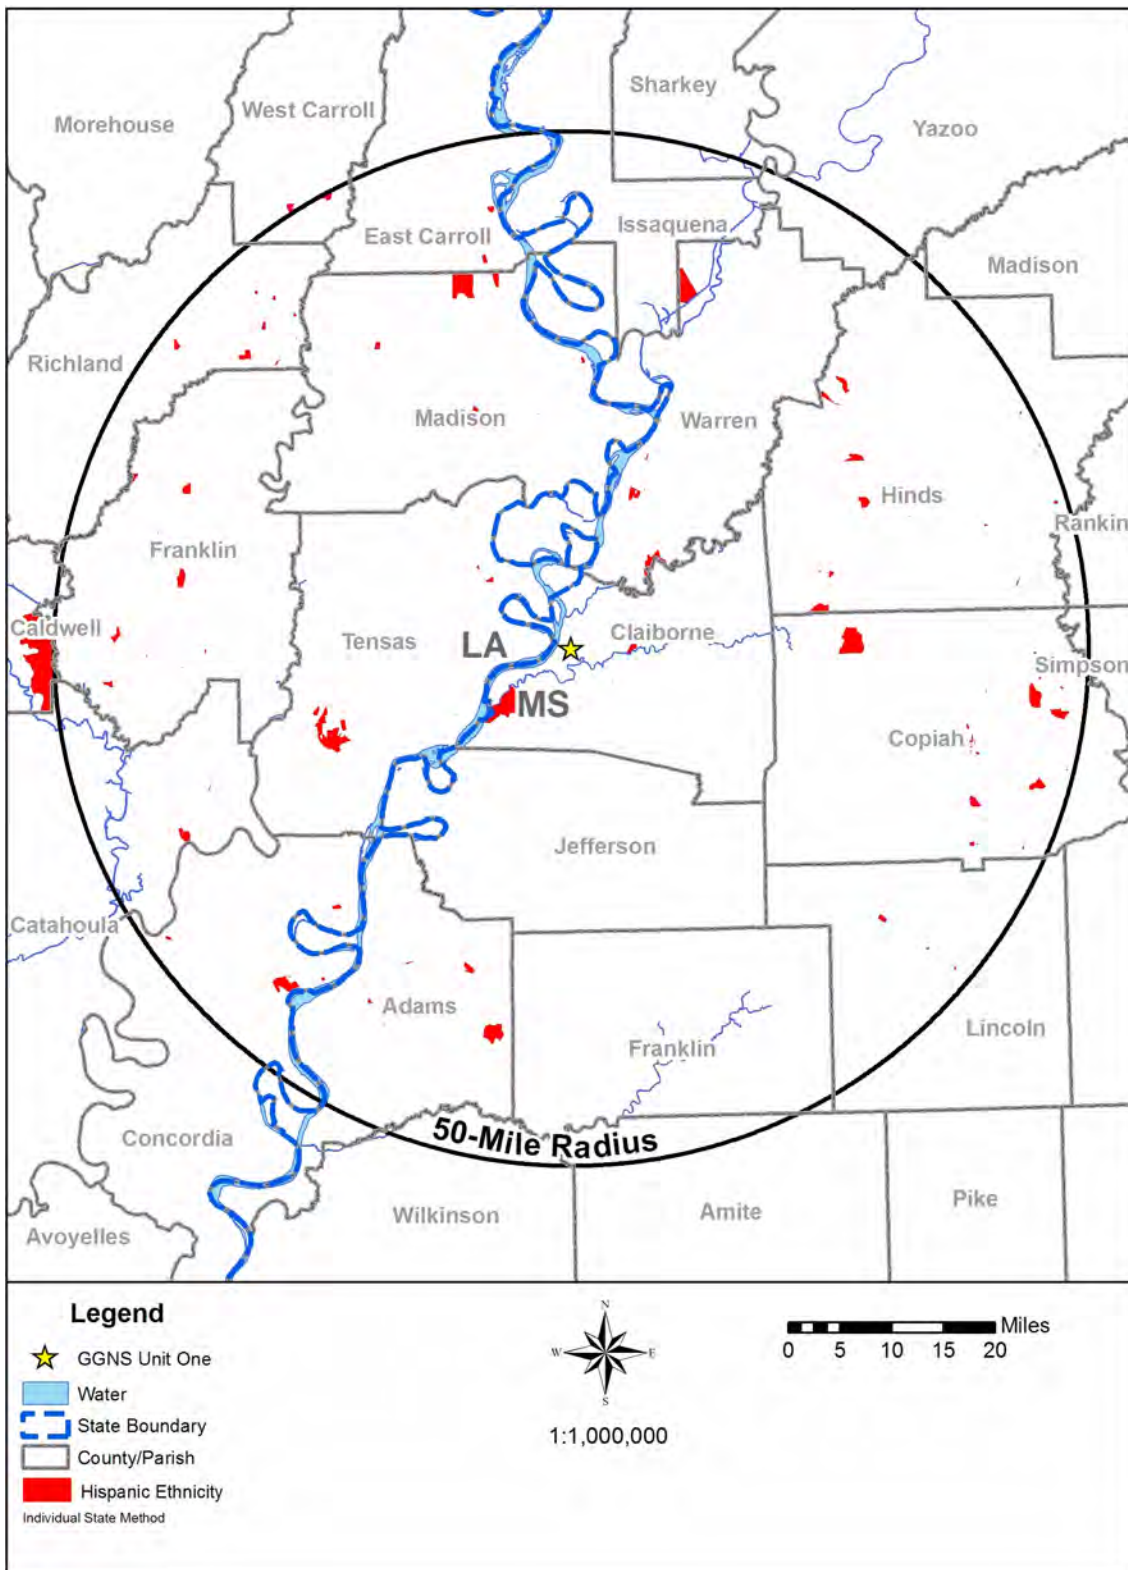 Sharkey
West Carroll
Morehouse
Yazoo
Issaquena
East Carroll
Madison
Richland
Madison
Warren
Hinds
Rankin
Franklin
Caldwell
Tensas
LA
Claiborne
Simpson
MS
Copiah
Jefferson
Catahoula
Adams
Lincoln
Franklin
Concordia
50-Mile Radius
Pike
Wilkinson
Amite
Avoyelles
Legend
GGNS Unit One
Water
State Boundary
County/Parish
Hispanic Ethnicity
Individual State Method
N
W
E
S
1:1,000,000
Miles
0 5 10 15 20